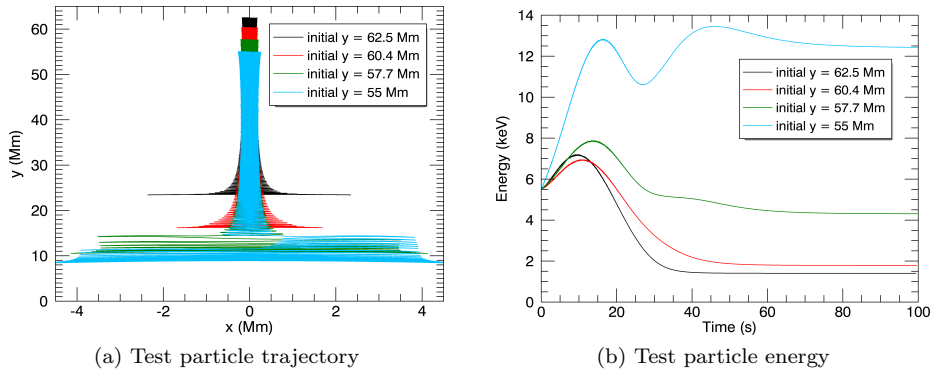 60
50
40
30
20
10
0
y (Mm)
-4
-2
0
2
4
x (Mm)
initial y = 62.5 Mm
initial y = 60.4 Mm
initial y = 57.7 Mm
initial y = 55 Mm
(a) Test particle trajectory
14
12
10
8
6
4
2
0
Energy (keV)
0
20
40
60
80
100
Time (s)
initial y = 62.5 Mm
initial y = 60.4 Mm
initial y = 57.7 Mm
initial y = 55 Mm
(b) Test particle energy